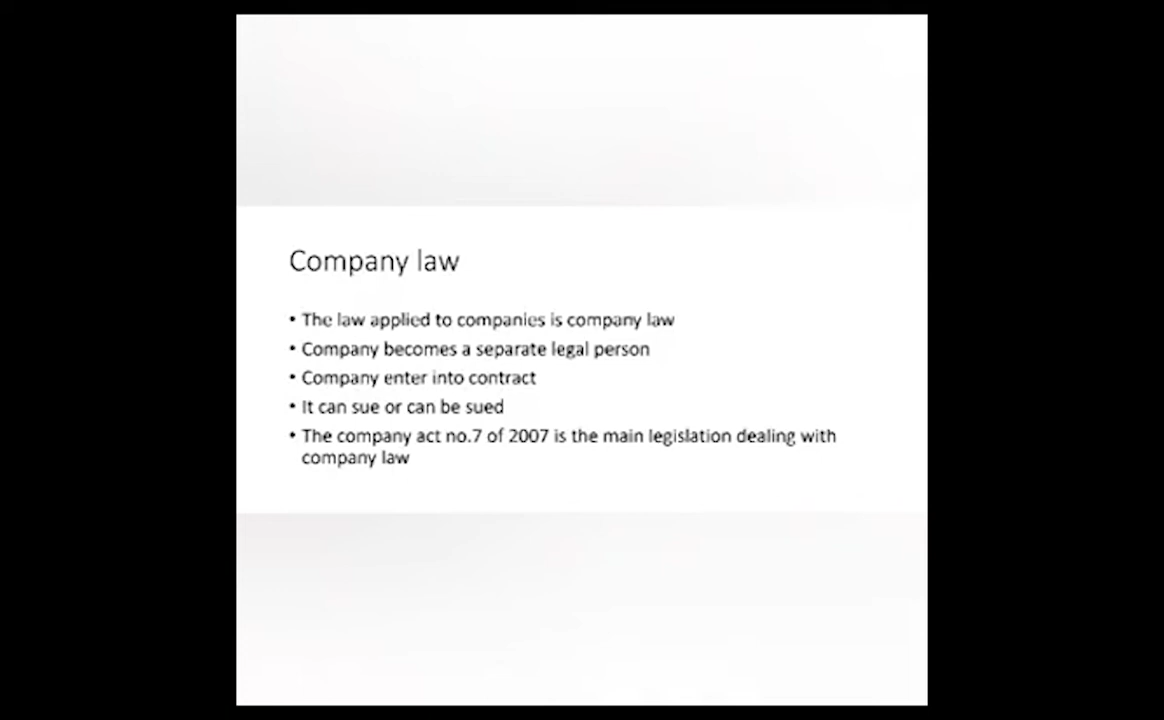 Company law
• The law applied to companies is company law
• Company becomes a separate legal person
• Company enter into contract
• It can sue or can be sued
• The company act no.7 of 2007 is the main legislation dealing with
company law